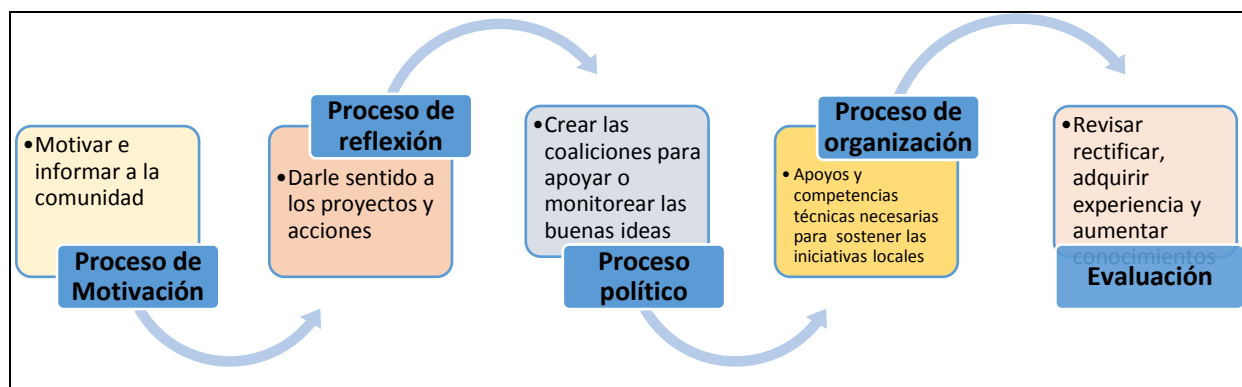 •Motivar e
informar a la
comunidad
Proceso de
Motivación
Proceso de
reflexión
•Darle sentido a
los proyectos y
acciones
•Crear las
coaliciones para
apoyar o
monitorear las
buenas ideas
Proceso
político
Proceso de
organización
• Apoyos y
competencias
técnicas necesarias
para sostener las
iniciativas locales
•Revisar
rectificar,
adquirir
experiencia y
aumentar
conocimientos
Evaluación